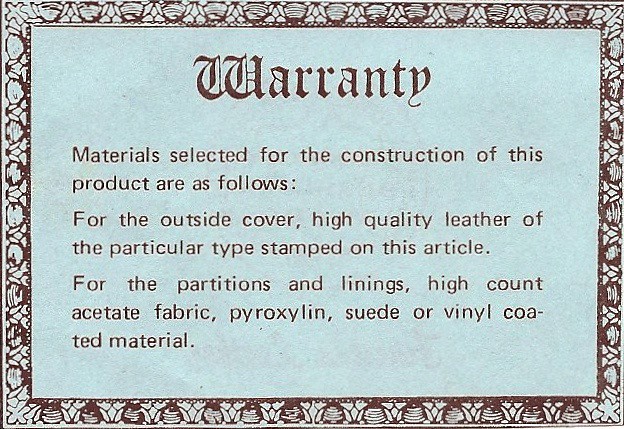 Warranty
Materials selected for the construction of this
product are as follows:
For the outside cover, high quality leather of
the particular type stamped on this article.
For the partitions and linings, high count
acetate fabric, pyroxylin, suede or vinyl coa-
ted material.